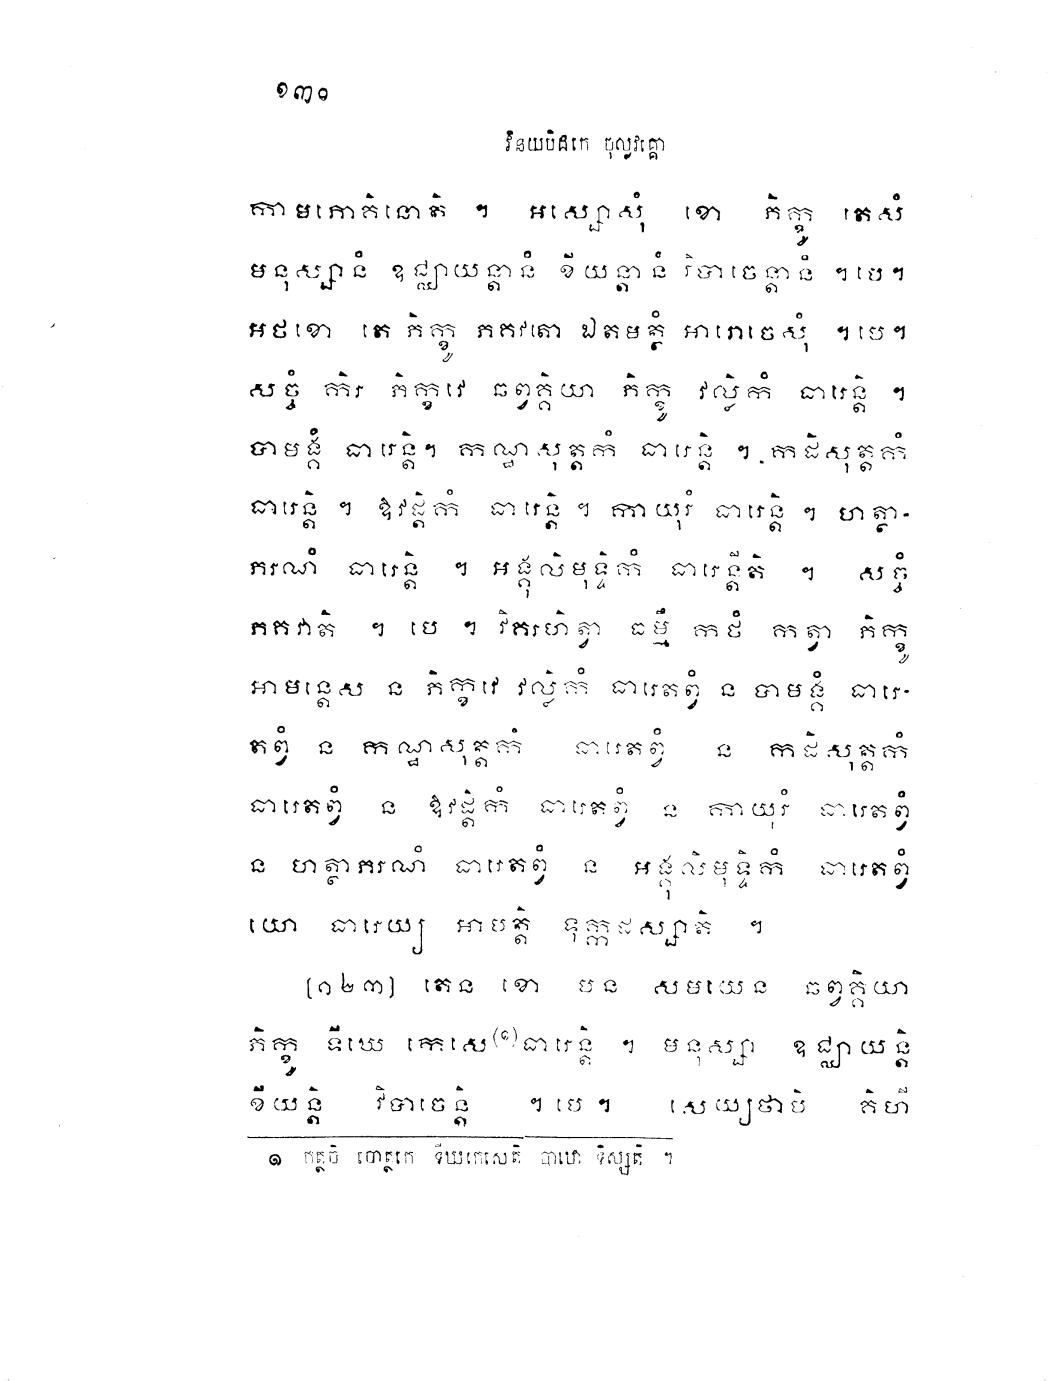 ១៣០
វិនយបិដកេ ចុល្លវគ្គោ
កាមភោគិនោតិ ។ អស្សោសុំ ខោ ភិក្ខូ តេសំ
មនុស្សានំ ឧជ្ឈាយន្តានំ ខីយន្តានំ វិបាចេន្តានំ ។បេ។
អថខោ តេ ភិក្ខូ ភគវតោ ឯតមត្ថំ អារោចេសុំ ។បេ។
សច្ចំ កិរ ភិក្ខវេ ឆព្វគ្គិយា ភិក្ខូ វល្លិកំ ធារេន្តិ ។
បាមង្គំ ធារេន្តិ។ កណ្ឋសុត្តកំ ធារេន្តិ ។ កដិសុត្តកំ
ធារេន្តិ ។ ឱវដ្តិកំ ធារេន្តិ ។ កាយុរំ ធារេន្តិ ។ ហត្ថា-
ភរណំ ធារេន្តិ ។ អង្គុលិមុទ្ទិកំ ធារេន្តីតិ ។ សច្ចំ
ភគវាតិ ។ បេ ។ វិគរហិត្វា ធម្មឹ កថំ កត្វា ភិក្ខូ
អាមន្តេស ន ភិក្ខវេ វល្លិកំ ធារេតព្វំ ន បាមង្គំ ធារេ-
តព្វំ ន កណ្ឋសុត្តកំ ធារេតព្វំ ន កដិសុត្តកំ
ធារេតព្វំ ន ឱវដ្តិកំ ធារេតព្វំ ន កាយុរំ ធារេតព្វំ
ន ហត្ថាភរណំ ធារេតព្វំ ន អង្គុលិមុទ្ទិកំ ធារេតព្វំ
យោ ធារេយ្យ អាបត្តិ ទុក្កដស្សាតិ ។
[១២៣] តេន ខោ បន សមយេន ឆព្វគ្គិយា
ភិក្ខូ ទីឃេ កេសេ(១)ធារេន្តិ ។ មនុស្សា ឧជ្ឈាយន្តិ
ខីយន្តិ វិបាចេន្តិ ។ បេ ។ សេយ្យថាបិ គិហី
១ កត្ថចិ បោត្ថកេ ទីឃកេសេតិ បាឋោ ទិស្សតិ ។